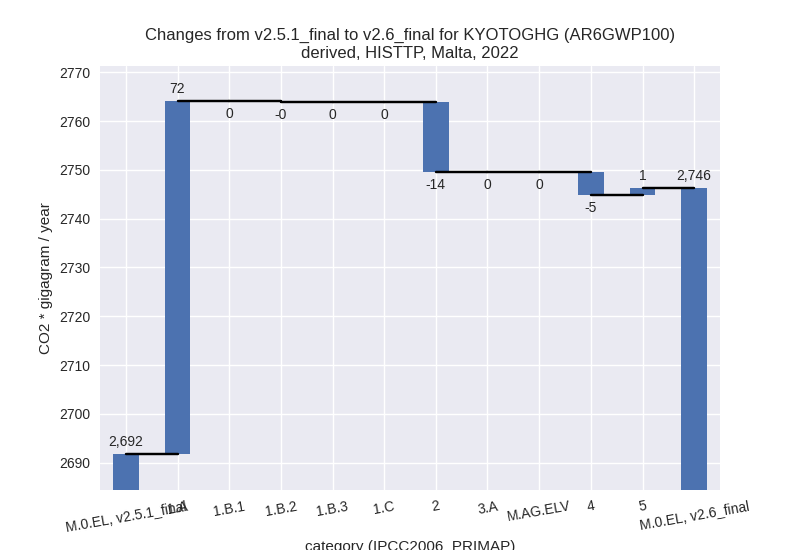 Changes from v2.5.1_final to v2.6_final for KYOTOGHG (AR6GWP100)
derived, HISTTP, Malta, 2022
2770
2760
2750
2740
2730
2720
2710
2700
2690
CO2 * gigagram / year
2,692
72
0
-0
0
0
-14
0
0
-5
1
2,746
M.0.EL, v2.5.1_final
1.A
1.B.1
1.B.2
1.B.3
1.C
2
3.A
M.AG.ELV
4
5
M.0.EL, v2.6_final
category (IPCC2006_PRIMAP)